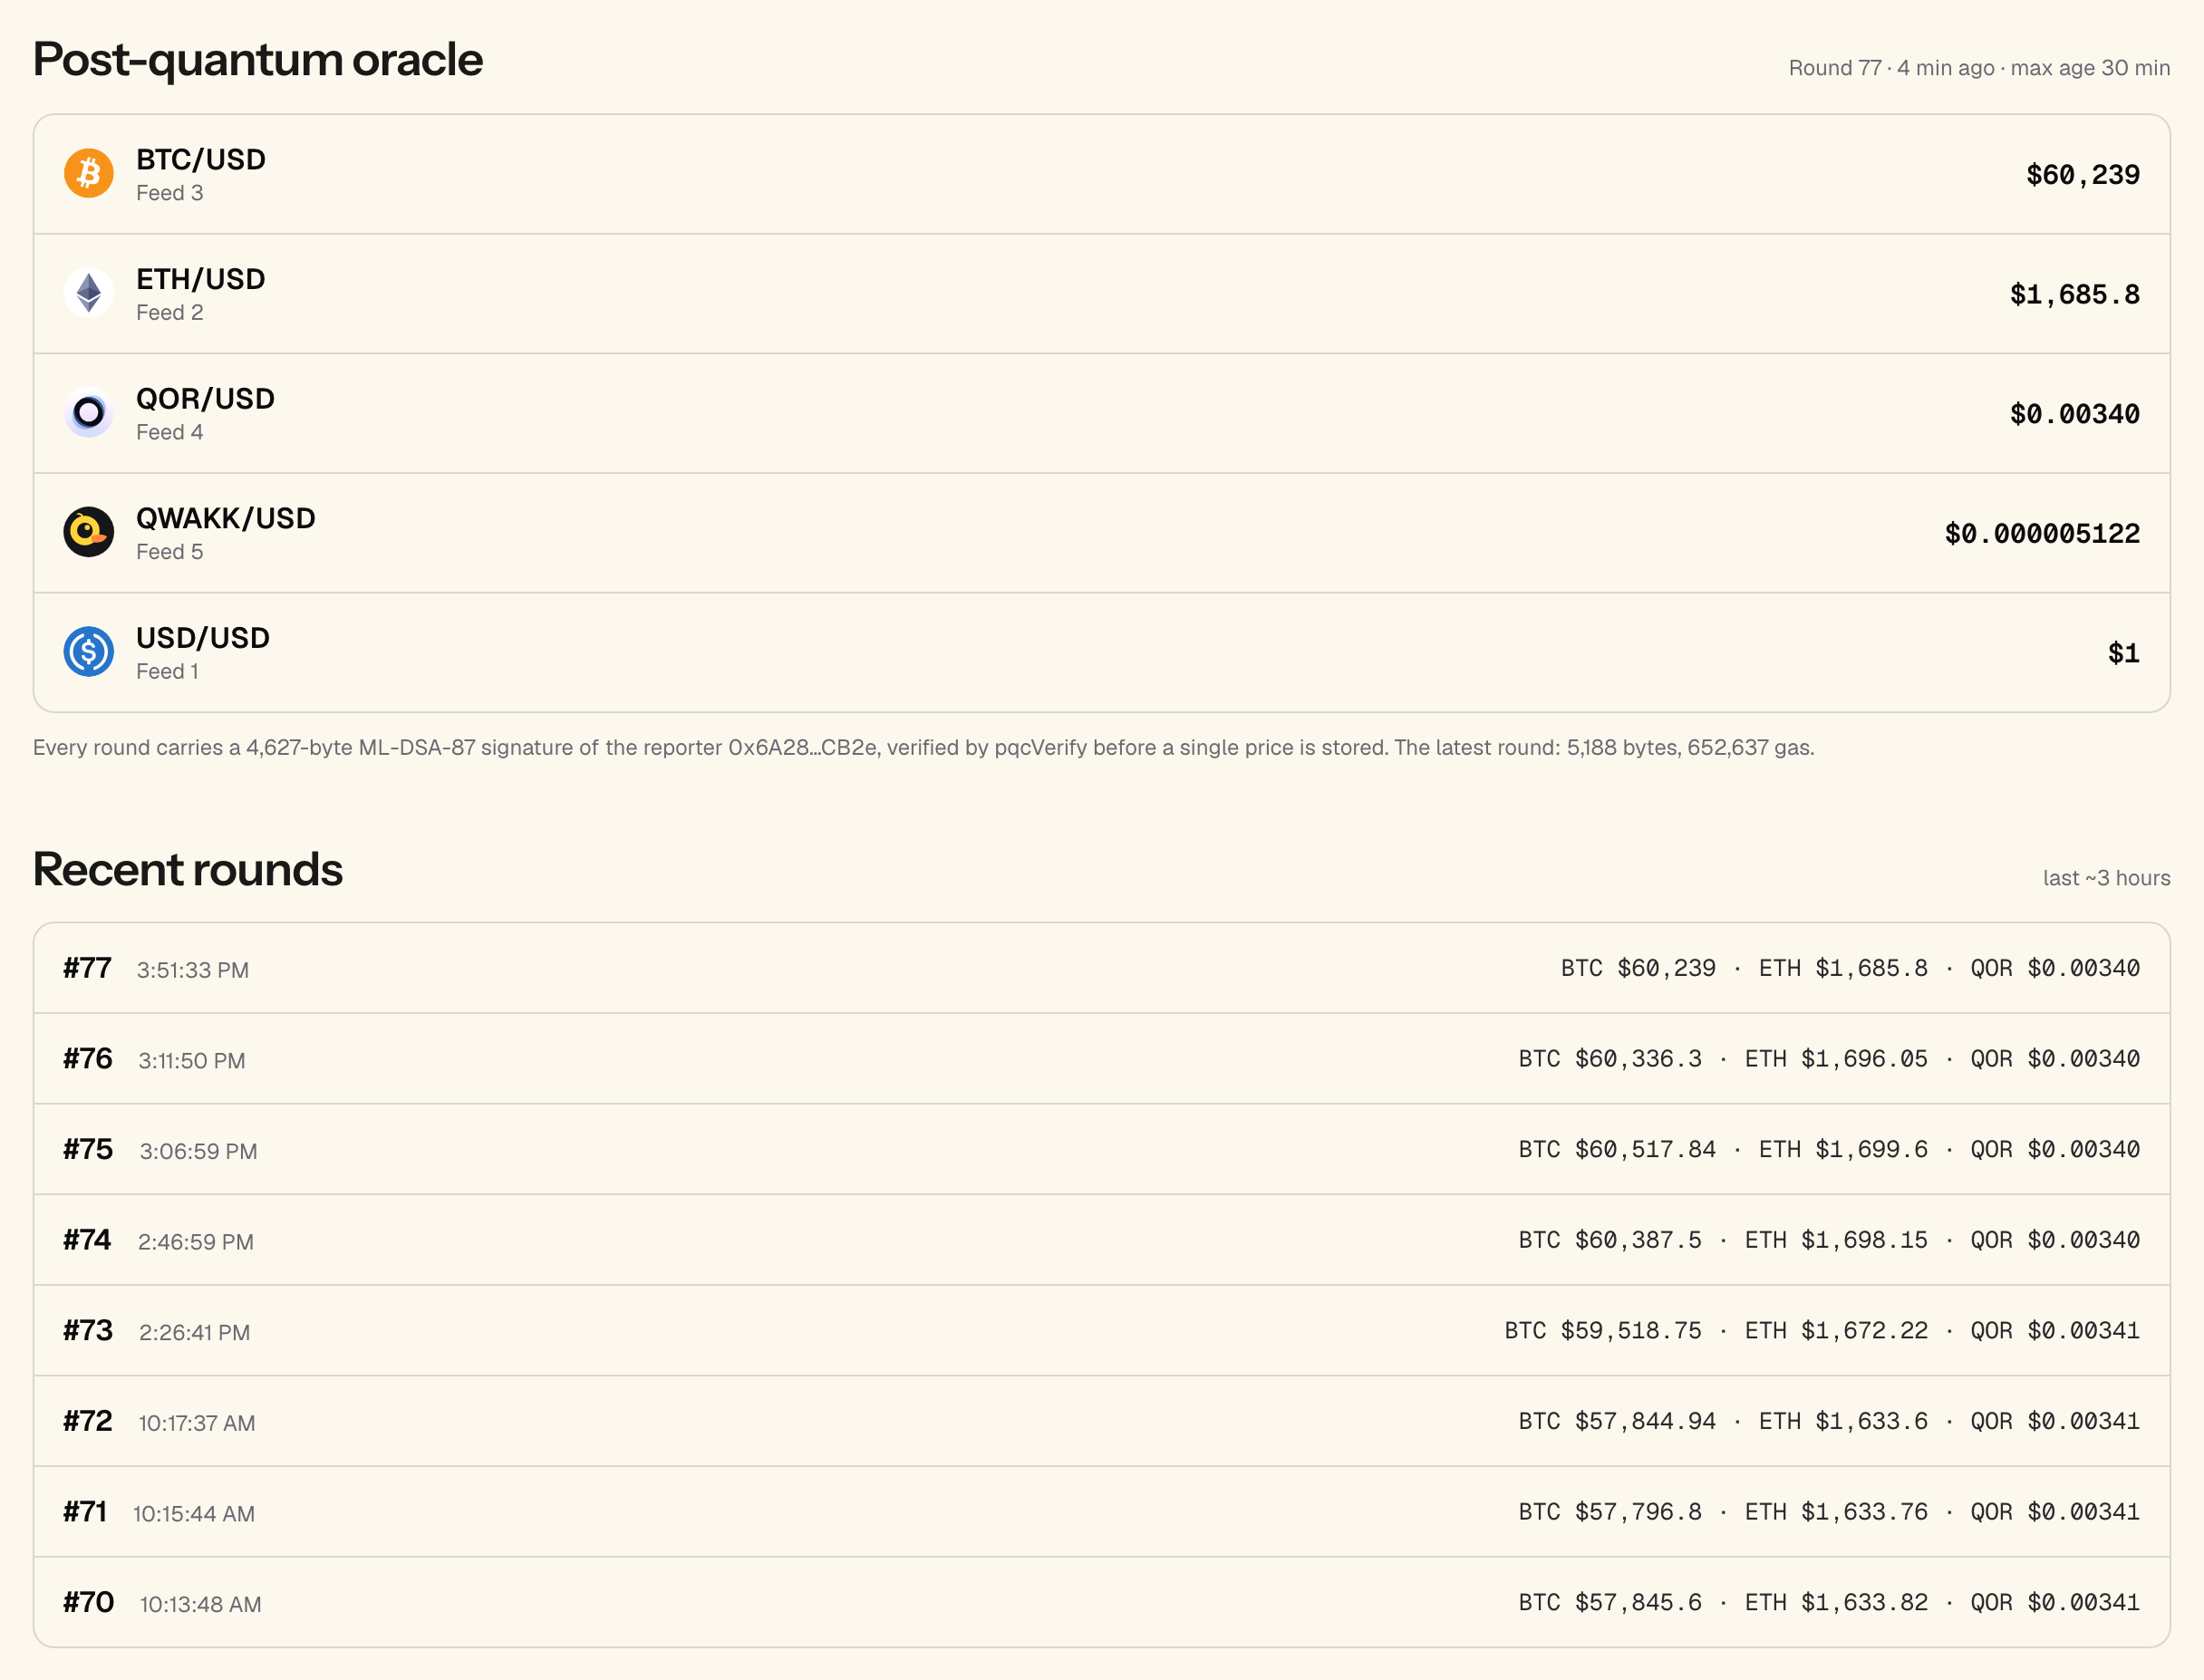 Post-quantum oracle
Round 77 · 4 min ago · max age 30 min
BTC/USD
Feed 3
$60,239
ETH/USD
Feed 2
$1,685.8
QOR/USD
Feed 4
$0.00340
QWAKK/USD
Feed 5
$0.000005122
USD/USD
Feed 1
$1
Every round carries a 4,627-byte ML-DSA-87 signature of the reporter 0x6A28…CB2e, verified by pqcVerify before a single price is stored. The latest round: 5,188 bytes, 652,637 gas.
Recent rounds
last ~3 hours
#77 3:51:33 PM BTC $60,239 · ETH $1,685.8 · QOR $0.00340
#76 3:11:50 PM BTC $60,336.3 · ETH $1,696.05 · QOR $0.00340
#75 3:06:59 PM BTC $60,517.84 · ETH $1,699.6 · QOR $0.00340
#74 2:46:59 PM BTC $60,387.5 · ETH $1,698.15 · QOR $0.00340
#73 2:26:41 PM BTC $59,518.75 · ETH $1,672.22 · QOR $0.00341
#72 10:17:37 AM BTC $57,844.94 · ETH $1,633.6 · QOR $0.00341
#71 10:15:44 AM BTC $57,796.8 · ETH $1,633.76 · QOR $0.00341
#70 10:13:48 AM BTC $57,845.6 · ETH $1,633.82 · QOR $0.00341